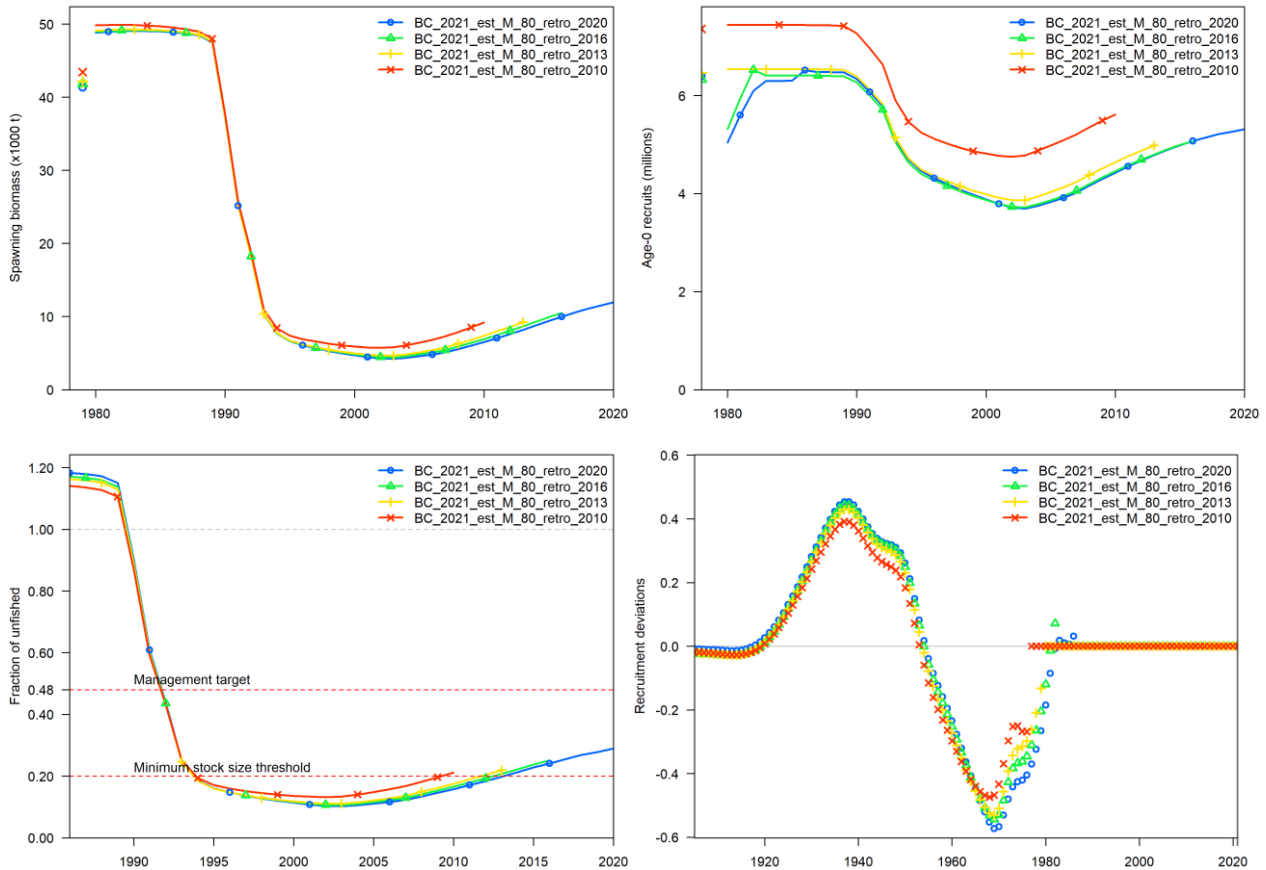 Spawning biomass (x1000 t)
50
40
30
20
10
0
1980
1990
2000
2010
2020
BC_2021_est_M_80_retro_2020
BC_2021_est_M_80_retro_2016
BC_2021_est_M_80_retro_2013
BC_2021_est_M_80_retro_2010
Age-0 recruits (millions)
6
4
2
0
1980
1990
2000
2010
2020
BC_2021_est_M_80_retro_2020
BC_2021_est_M_80_retro_2016
BC_2021_est_M_80_retro_2013
BC_2021_est_M_80_retro_2010
Fraction of unfished
1.20
1.00
0.60
0.48
0.40
0.20
0.00
Management target
Minimum stock size threshold
1990
1995
2000
2005
2010
2015
2020
BC_2021_est_M_80_retro_2020
BC_2021_est_M_80_retro_2016
BC_2021_est_M_80_retro_2013
BC_2021_est_M_80_retro_2010
Recruitment deviations
0.6
0.4
0.2
0.0
-0.2
-0.4
-0.6
1920
1940
1960
1980
2000
2020
BC_2021_est_M_80_retro_2020
BC_2021_est_M_80_retro_2016
BC_2021_est_M_80_retro_2013
BC_2021_est_M_80_retro_2010